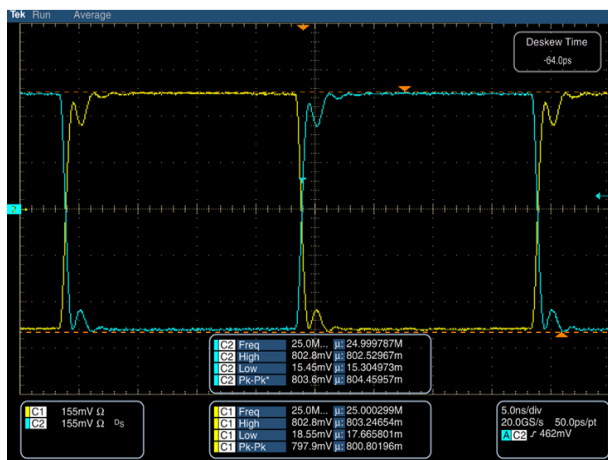 Tek Run Average
Deskew Time
-64.0ps
2
C2 Freq 25.0M... µ: 24.999787M
C2 High 802.8mV µ: 802.52967m
C2 Low 15.45mV µ: 15.304973m
C2 Pk-Pk* 803.6mV µ: 804.45957m
C1 155mV Ω
C2 155mV Ω DS
C1 Freq 25.0M... µ: 25.000299M
C1 High 802.8mV µ: 803.24654m
C1 Low 18.55mV µ: 17.665801m
C1 Pk-Pk 797.9mV µ: 800.80196m
5.0ns/div
20.0GS/s 50.0ps/pt
A C2 462mV